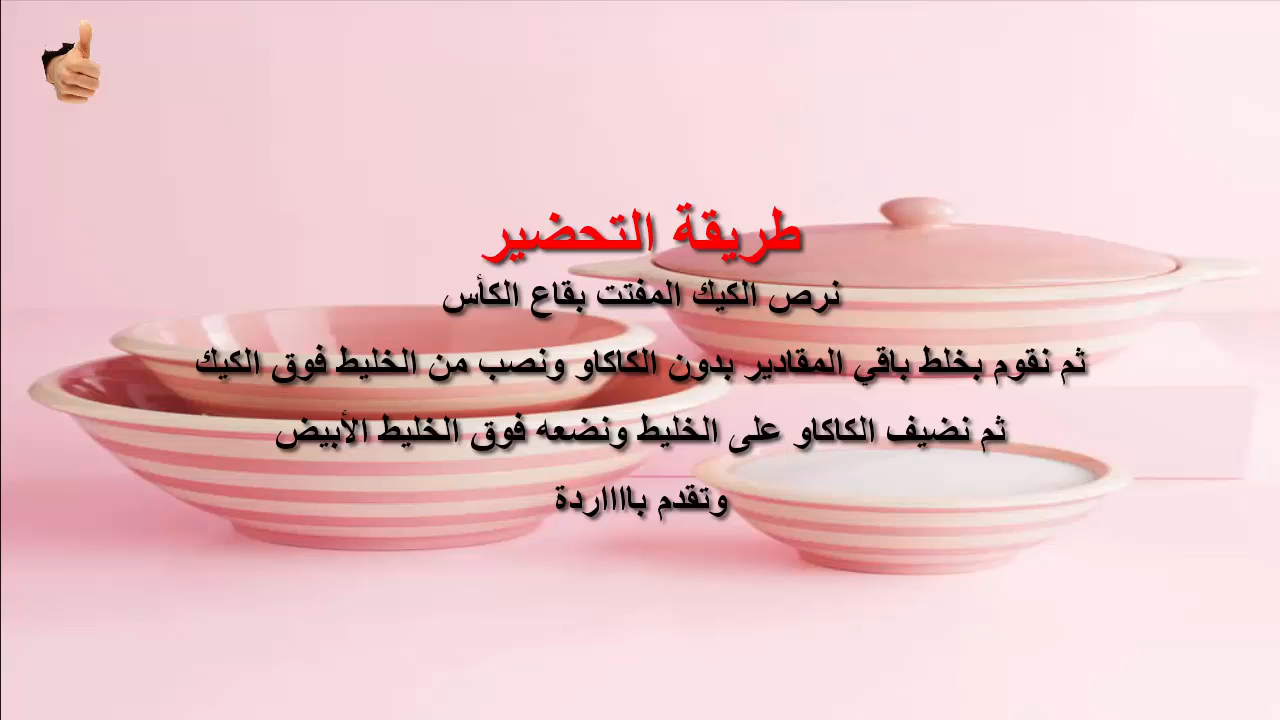 طريقة التحضير
نرص الكيك المفتت بقاع الكأس
ثم نقوم بخلط باقي المقادير بدون الكاكاو ونصب من الخليط فوق الكيك
ثم نضيف الكاكاو على الخليط ونضعه فوق الخليط الأبيض
وتقدم باااااردة